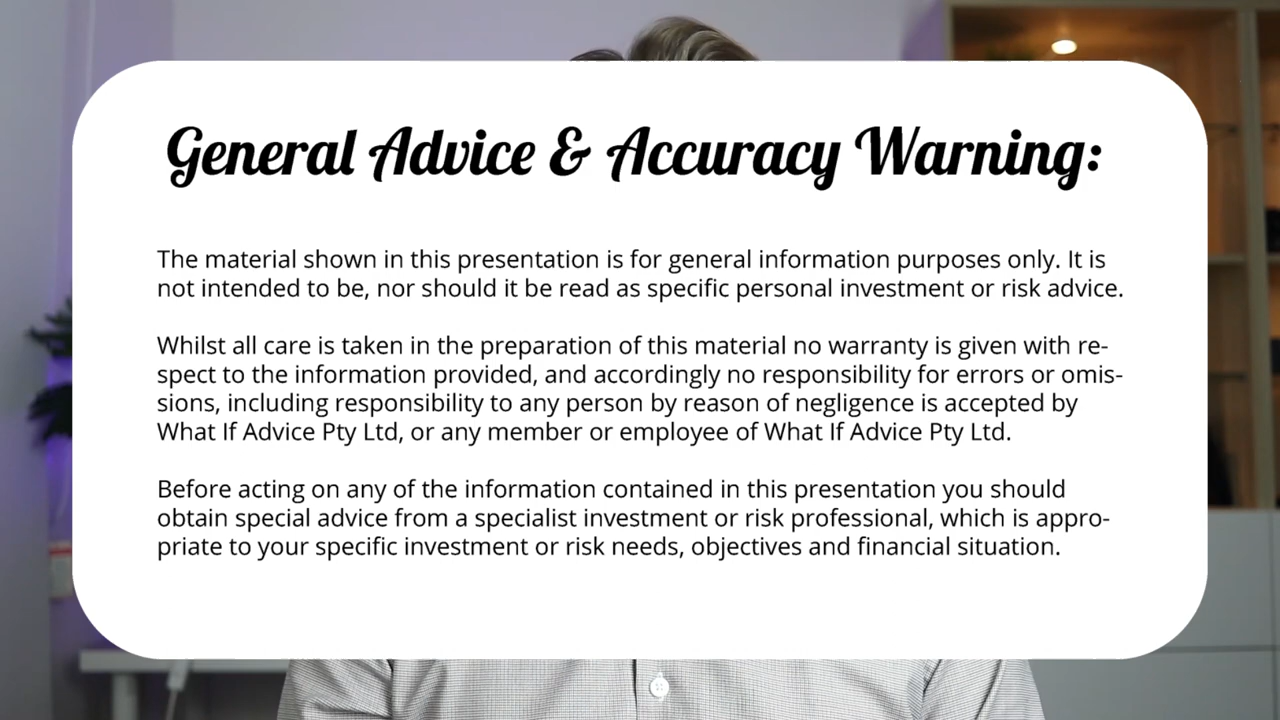 General Advice & Accuracy Warning:
The material shown in this presentation is for general information purposes only. It is
not intended to be, nor should it be read as specific personal investment or risk advice.
Whilst all care is taken in the preparation of this material no warranty is given with re-
spect to the information provided, and accordingly no responsibility for errors or omis-
sions, including responsibility to any person by reason of negligence is accepted by
What If Advice Pty Ltd, or any member or employee of What If Advice Pty Ltd.
Before acting on any of the information contained in this presentation you should
obtain special advice from a specialist investment or risk professional, which is appro-
priate to your specific investment or risk needs, objectives and financial situation.